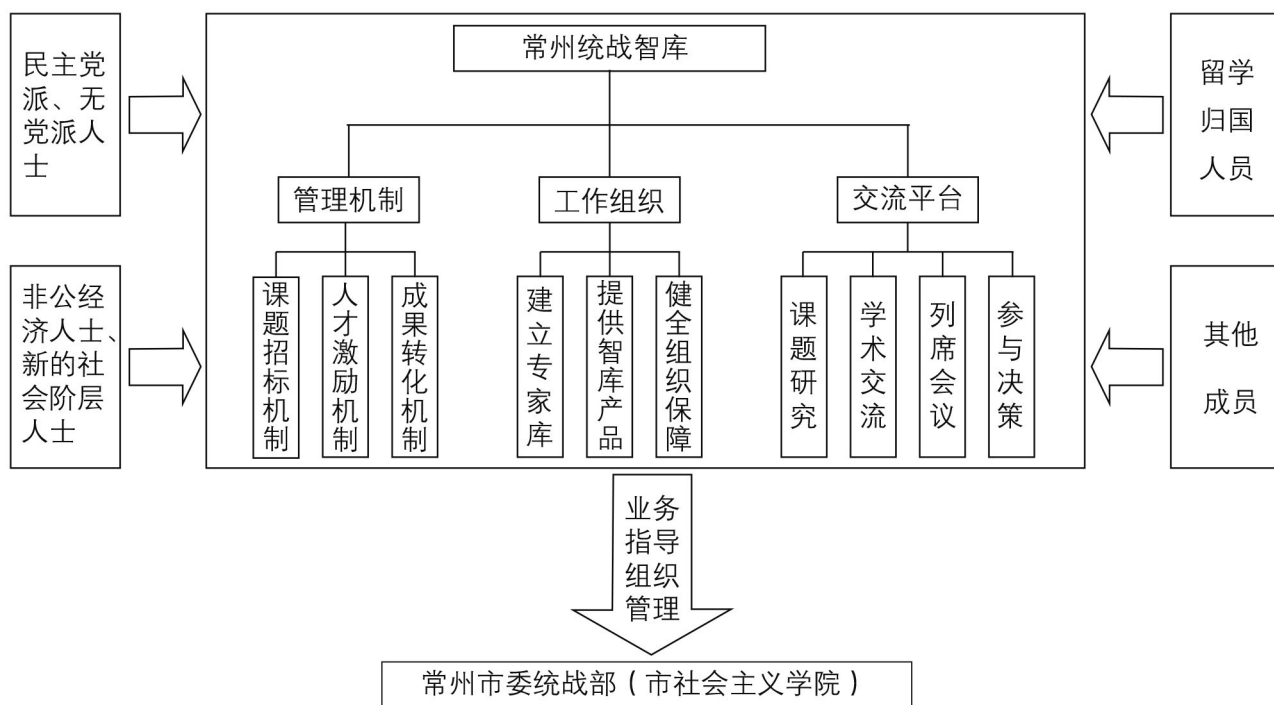 常州统战智库
民主党
派、无
党派人
士
留学
归国
人员
管理机制
工作组织
交流平台
非公经
济人士、
新的社
会阶层
人士
课题招标机制
人才激励机制
成果转化机制
建立专家库
提供智库产品
健全组织保障
课题研究
学术交流
列席会议
参与决策
其他
成员
业务
指导
组织
管理
常州市委统战部（市社会主义学院）